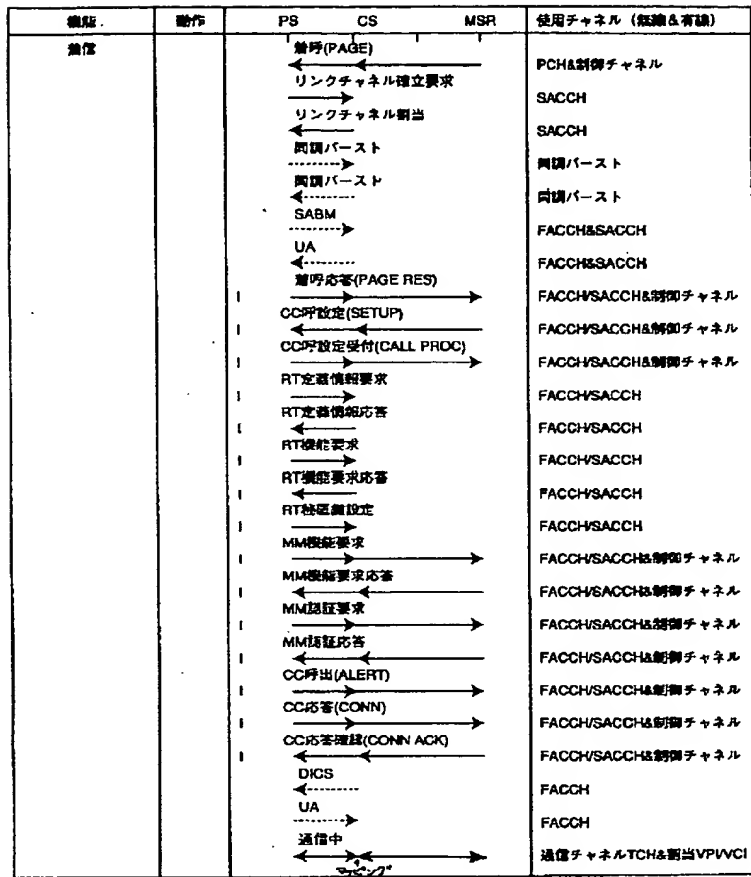 機能 動作 PS CS MSR 使用チャネル (無線&有線)
着信
着呼(PAGE)
PCH&制御チャネル
リンクチャネル確立要求
SACCH
リンクチャネル割当
SACCH
同調バースト
同調バースト
同調バースト
同調バースト
SABM
FACCH&SACCH
UA
FACCH&SACCH
着呼応答(PAGE RES)
FACCH/SACCH&制御チャネル
CC呼設定(SETUP)
FACCH/SACCH&制御チャネル
CC呼設定受付(CALL PROC)
FACCH/SACCH&制御チャネル
RT定義情報要求
FACCH/SACCH
RT定義情報応答
FACCH/SACCH
RT機能要求
FACCH/SACCH
RT機能要求応答
FACCH/SACCH
RT秘匿鍵設定
FACCH/SACCH
MM機能要求
FACCH/SACCH&制御チャネル
MM機能要求応答
FACCH/SACCH&制御チャネル
MM認証要求
FACCH/SACCH&制御チャネル
MM認証応答
FACCH/SACCH&制御チャネル
CC呼出(ALERT)
FACCH/SACCH&制御チャネル
CC応答(CONN)
FACCH/SACCH&制御チャネル
CC応答確認(CONN ACK)
FACCH/SACCH&制御チャネル
DICS
FACCH
UA
FACCH
通信中
通信チャネルTCH&割当VPI/VCI
マッピング